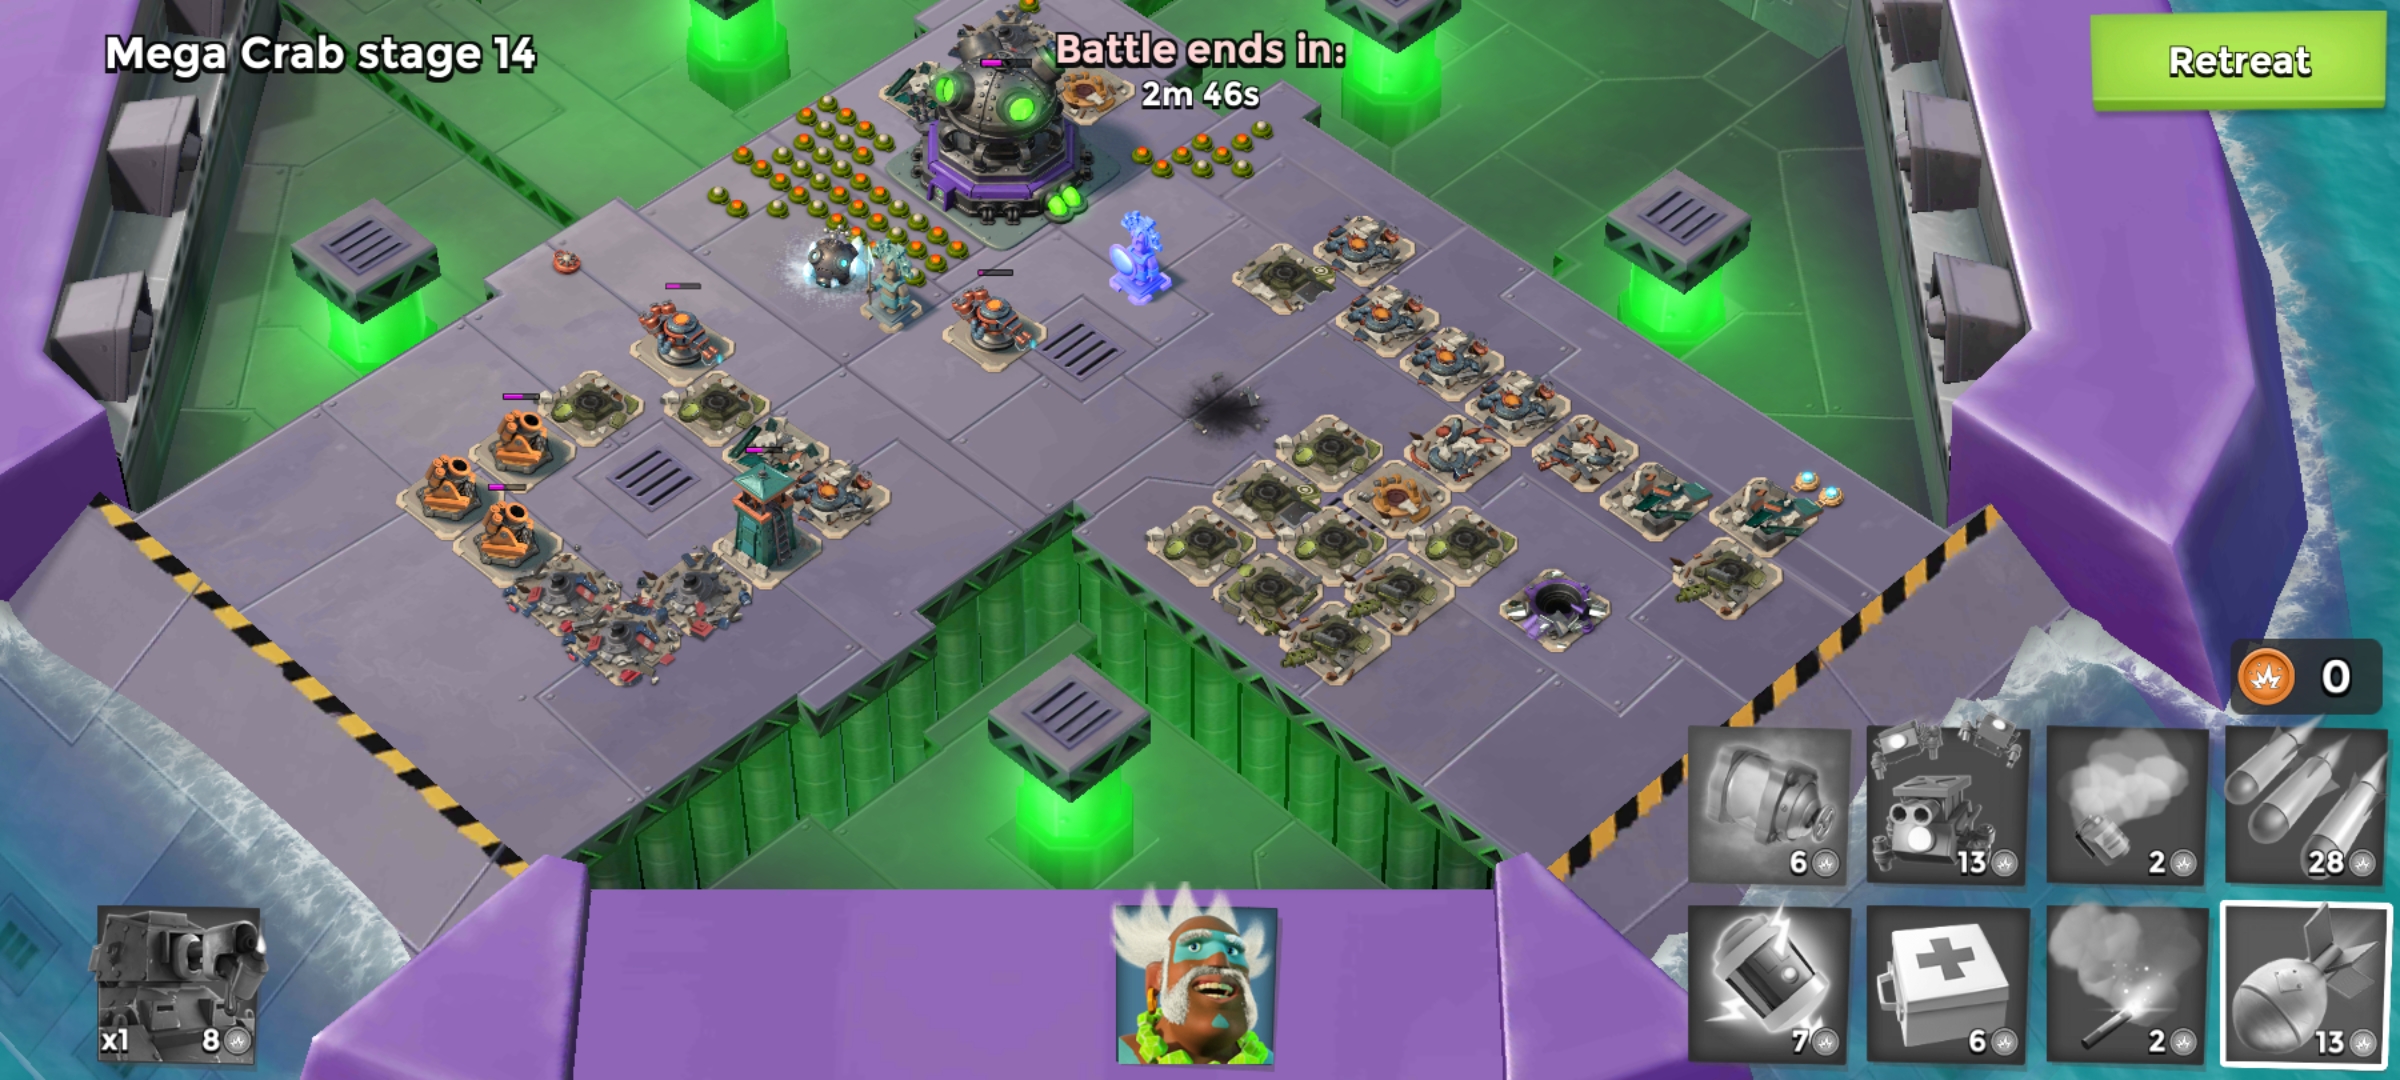 Mega Crab stage 14
Battle ends in:
2m 46s
Retreat
0
6
13
2
28
7
6
2
13
x1
8